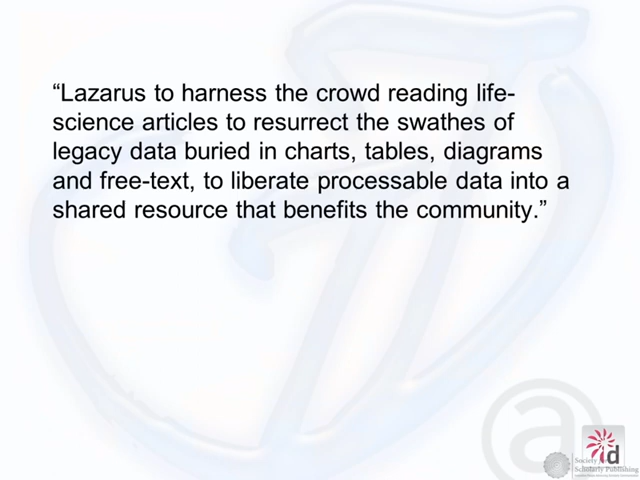 “Lazarus to harness the crowd reading life-
science articles to resurrect the swathes of
legacy data buried in charts, tables, diagrams
and free-text, to liberate processable data into a
shared resource that benefits the community.”
@
d
Society for
Scholarly Publishing